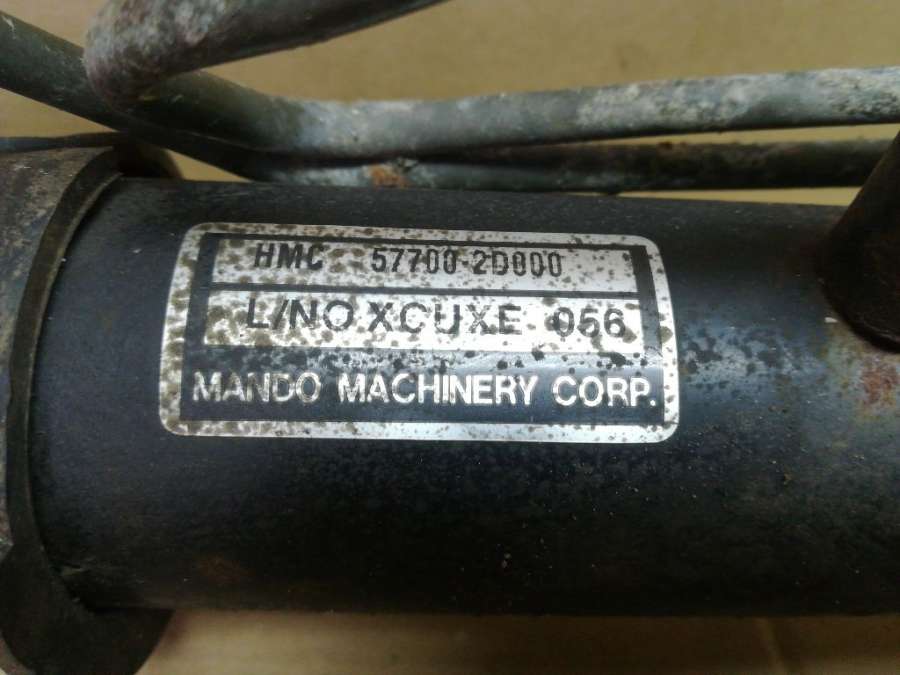 HMC 57700-2D000
L/NO XCUXE 056
MANDO MACHINERY CORP.